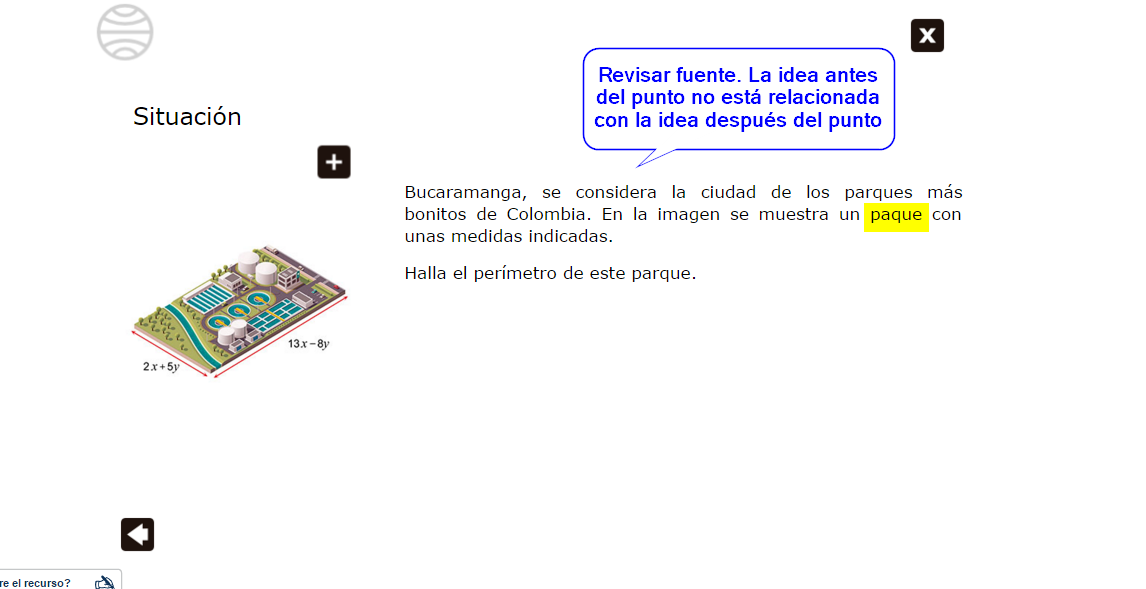 X
Revisar fuente. La idea antes
del punto no está relacionada
con la idea después del punto
Situación
+
Bucaramanga, se considera la ciudad de los parques más
bonitos de Colombia. En la imagen se muestra un paque con
unas medidas indicadas.
Halla el perímetro de este parque.
13x−8y
2x+5y
re el recurso?